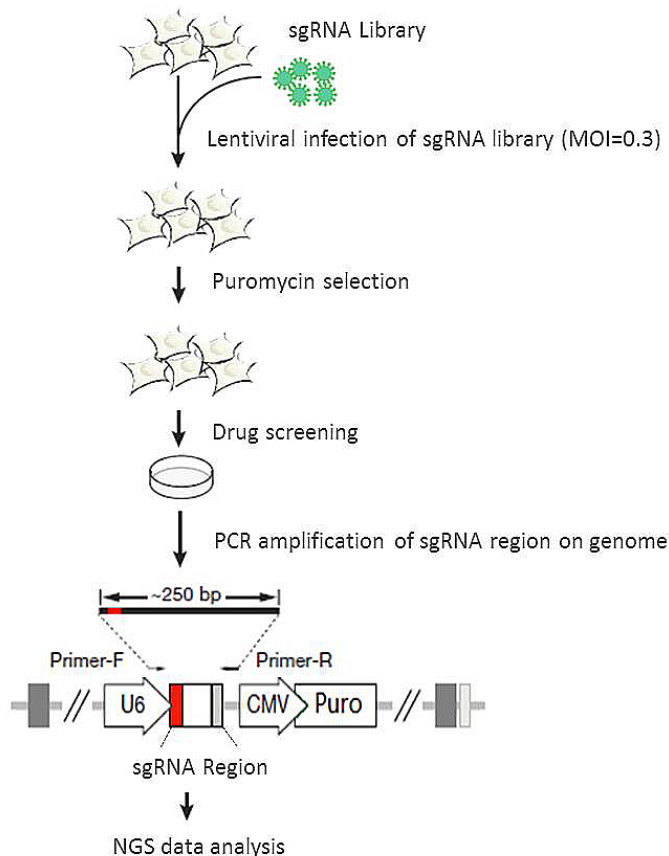 sgRNA Library
Lentiviral infection of sgRNA library (MOI=0.3)
Puromycin selection
Drug screening
PCR amplification of sgRNA region on genome
~250 bp
Primer-F
Primer-R
U6
CMV
Puro
sgRNA Region
NGS data analysis